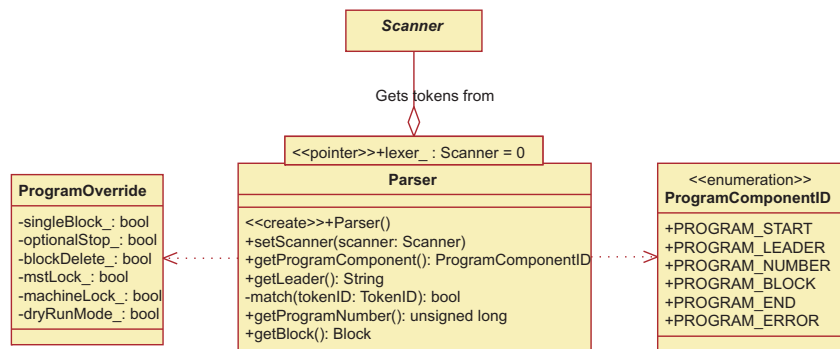 Scanner
Gets tokens from
<<pointer>>+lexer_ : Scanner = 0
ProgramOverride
-singleBlock_: bool
-optionalStop_: bool
-blockDelete_: bool
-mstLock_: bool
-machineLock_: bool
-dryRunMode_: bool
Parser
<<create>>+Parser()
+setScanner(scanner: Scanner)
+getProgramComponent(): ProgramComponentID
+getLeader(): String
-match(tokenID: TokenID): bool
+getProgramNumber(): unsigned long
+getBlock(): Block
<<enumeration>>
ProgramComponentID
+PROGRAM_START
+PROGRAM_LEADER
+PROGRAM_NUMBER
+PROGRAM_BLOCK
+PROGRAM_END
+PROGRAM_ERROR